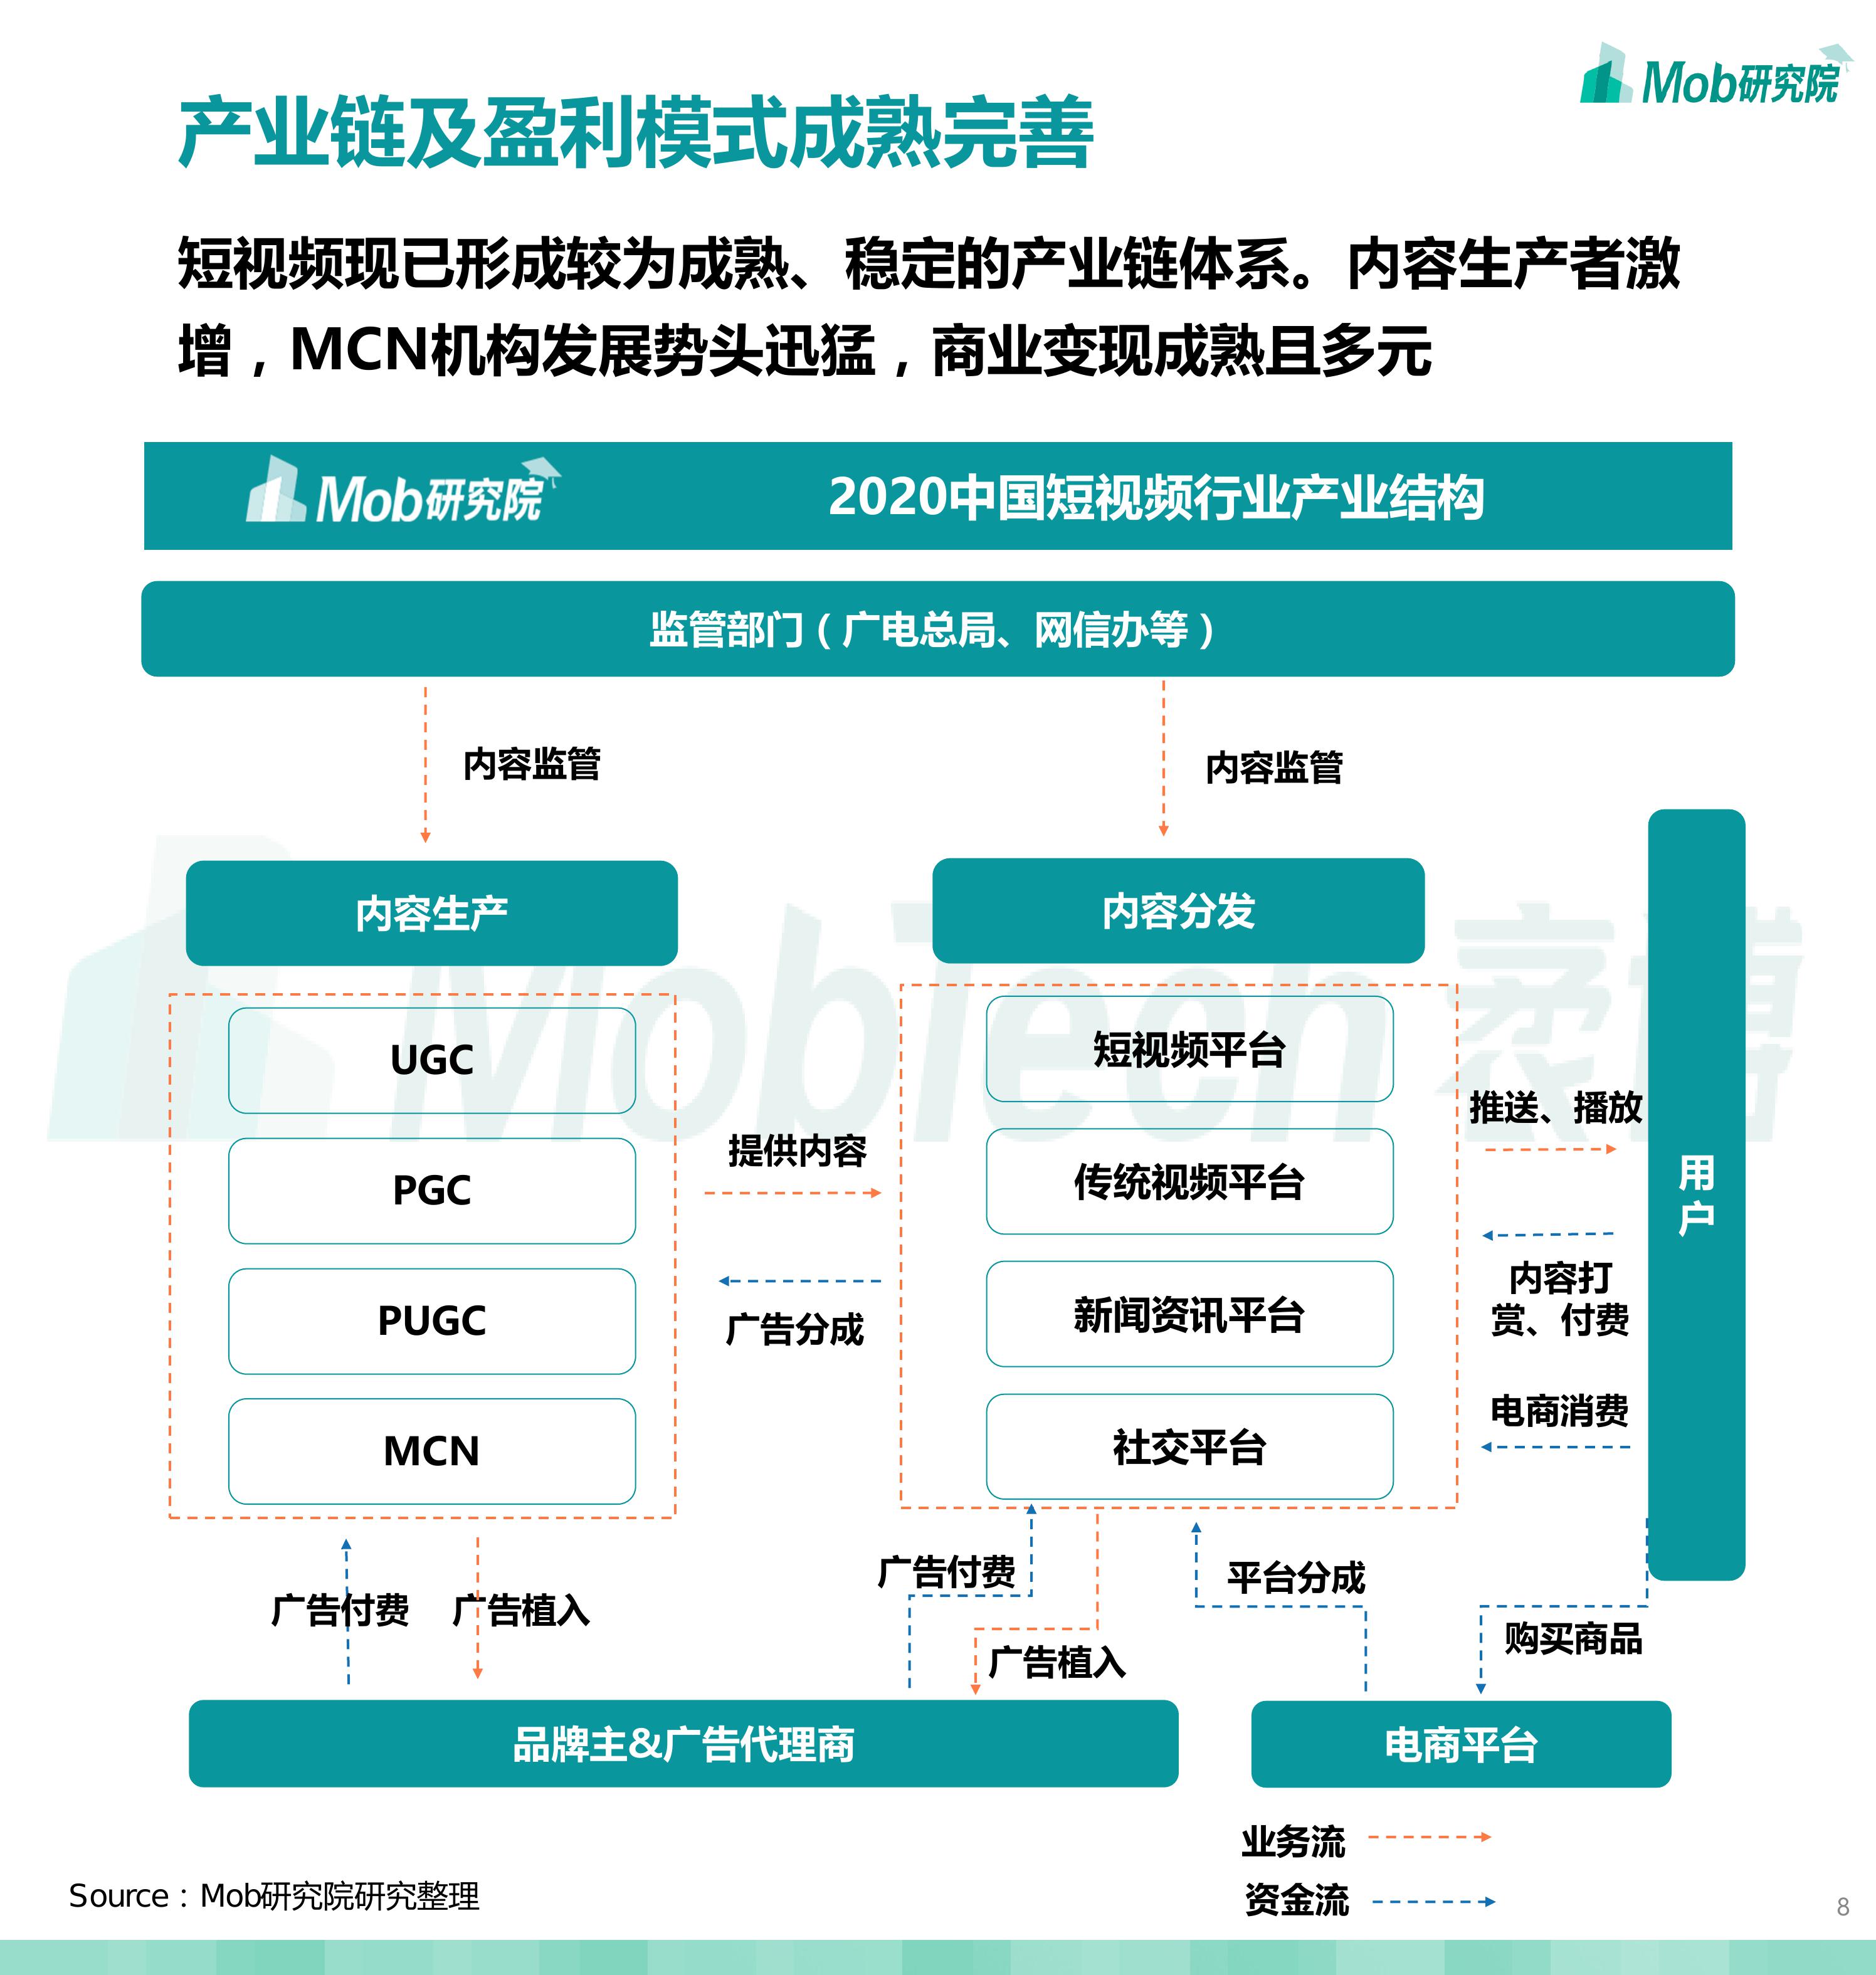 Mob研究院
产业链及盈利模式成熟完善
短视频现已形成较为成熟、稳定的产业链体系。内容生产者激
增，MCN机构发展势头迅猛，商业变现成熟且多元
Mob研究院
2020中国短视频行业产业结构
监管部门（广电总局、网信办等）
内容监管
内容监管
内容生产
内容分发
MobTech 袤博
UGC
PGC
PUGC
MCN
提供内容
广告分成
短视频平台
传统视频平台
新闻资讯平台
社交平台
推送、播放
内容打
赏、付费
电商消费
用
户
广告付费
广告植入
广告付费
广告植入
平台分成
购买商品
品牌主&广告代理商
电商平台
业务流
资金流
Source：Mob研究院研究整理
8